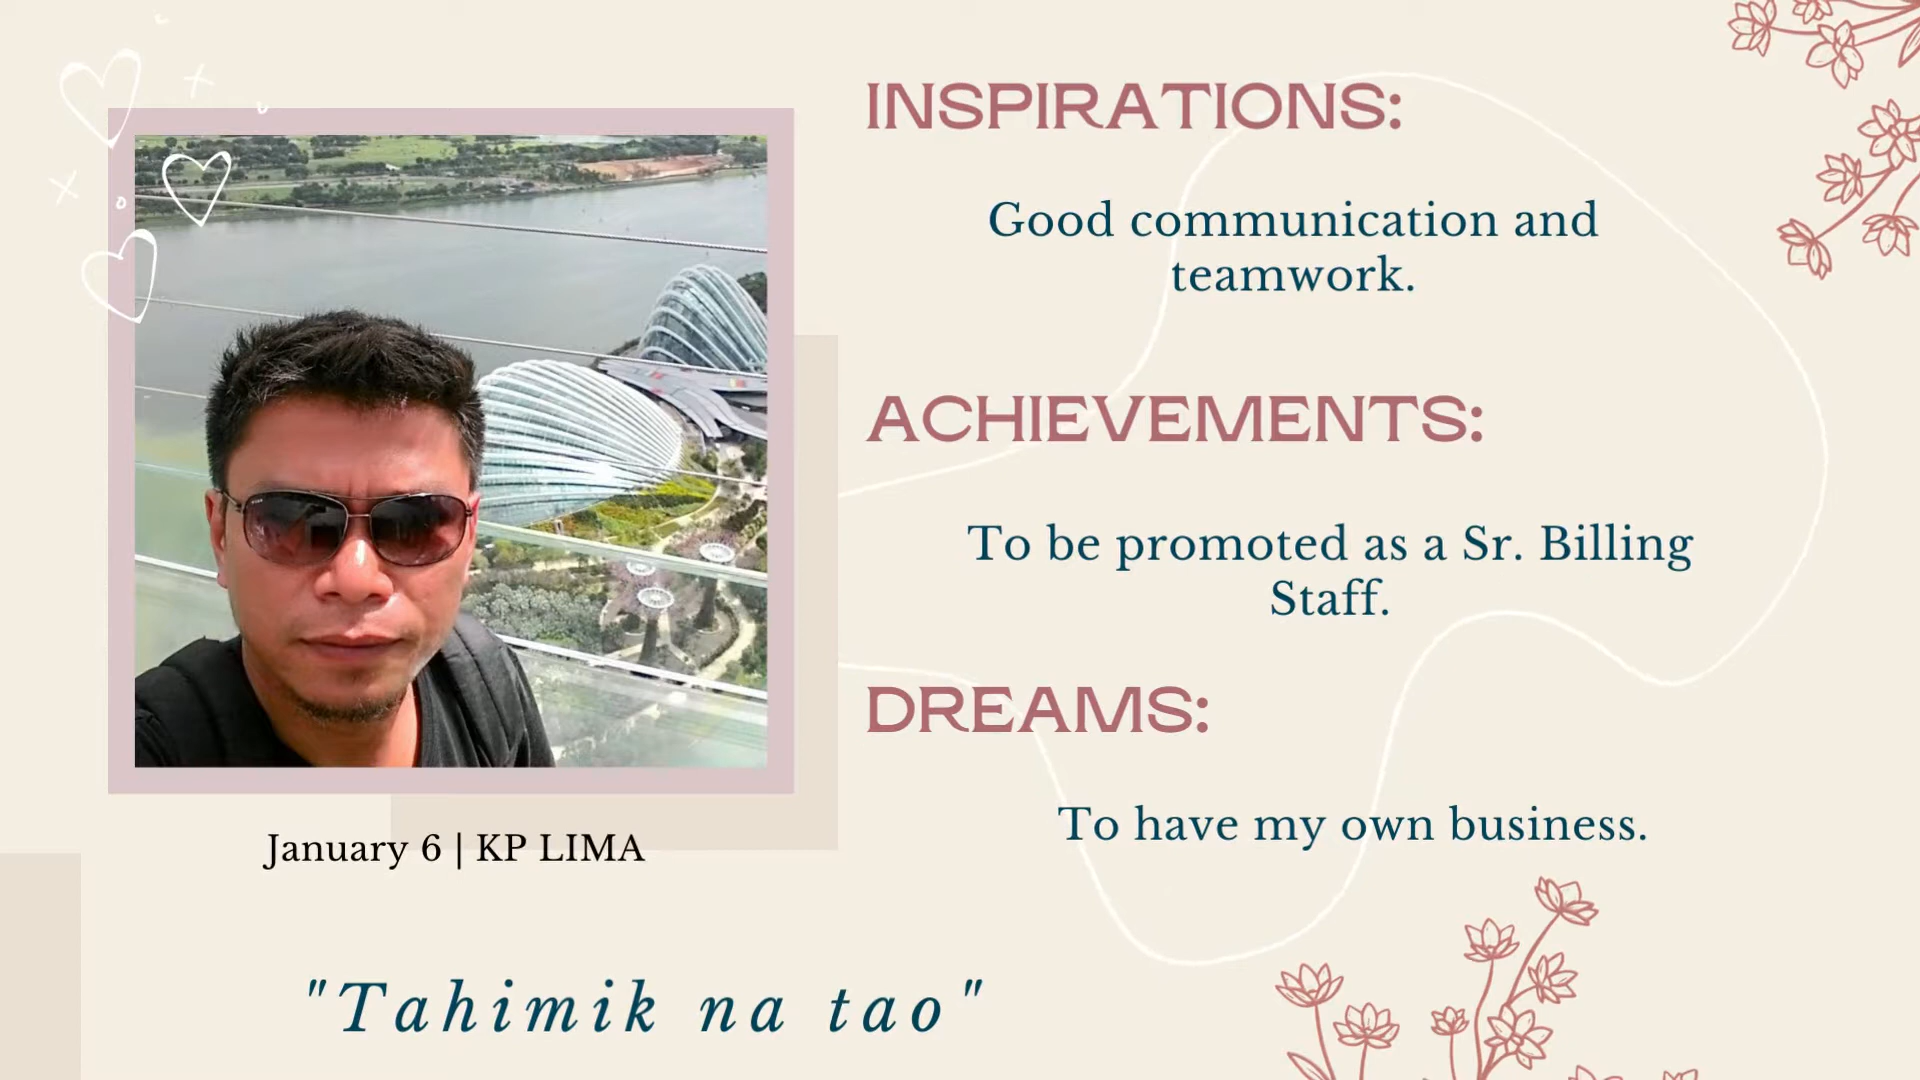 INSPIRATIONS:
Good communication and
teamwork.
ACHIEVEMENTS:
To be promoted as a Sr. Billing
Staff.
DREAMS:
To have my own business.
January 6 | KP LIMA
"Tahimik na tao"